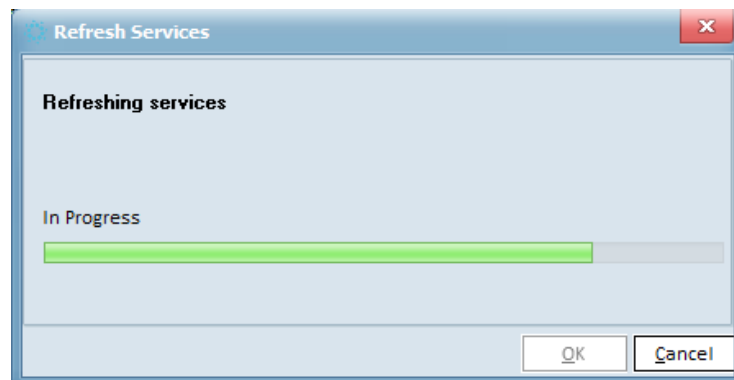 Refresh Services
Refreshing services
In Progress
OK
Cancel